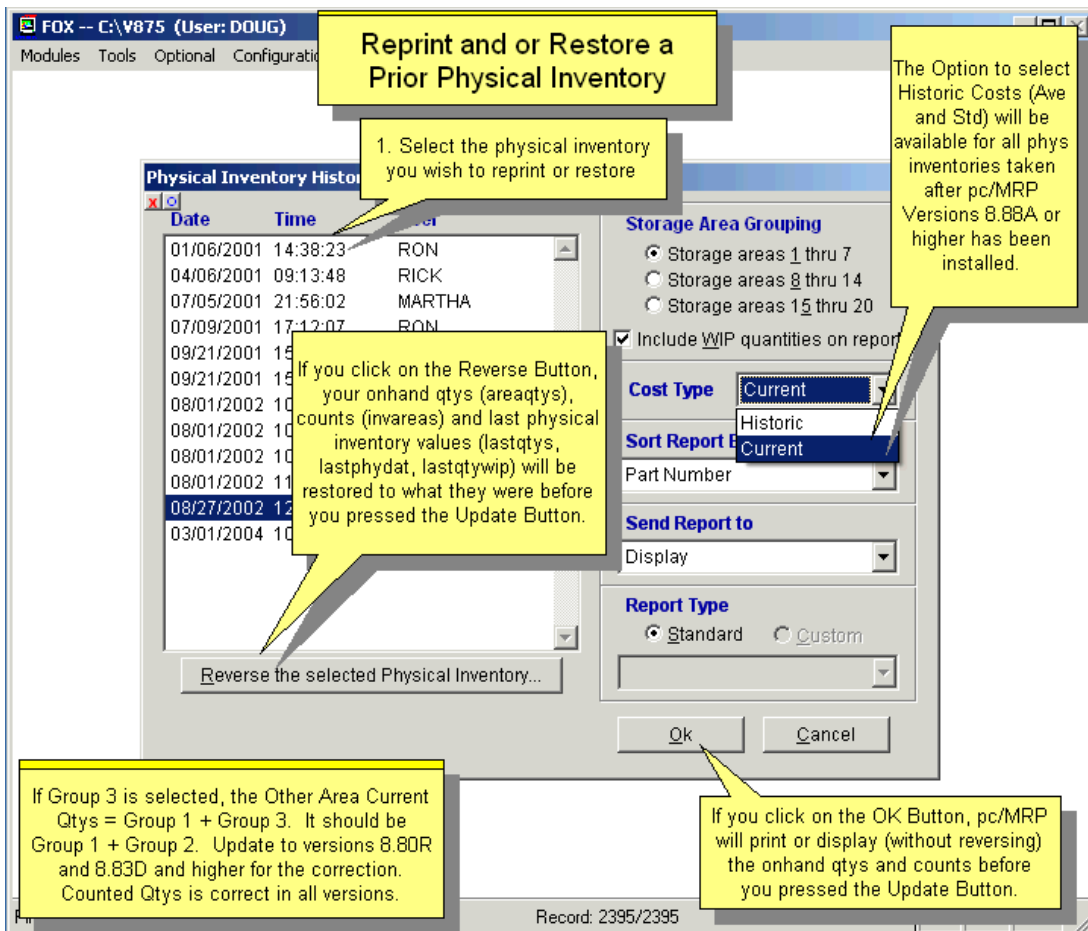 FOX -- C:\V875 (User: DOUG)
Modules Tools Optional
Reprint and or Restore a
Prior Physical Inventory
The Option to select
Historic Costs (Ave
and Std) will be
available for all phys
inventories taken
after pc/MRP
Versions 8.88A or
higher has been
installed.
1. Select the physical inventory
you wish to reprint or restore
Physical Inventory
Date Time
01/06/2001 14:38:23 RON
04/06/2001 09:13:48 RICK
07/05/2001 21:56:02 MARTHA
07/09/2001 17:12:07 RON
09/21/2001 15
09/21/2001 15
08/01/2002 10
08/01/2002 10
08/01/2002 10
08/01/2002 11
08/27/2002 12
03/01/2004 10
If you click on the Reverse Button,
your onhand qtys (areaqtys),
counts (invareas) and last physical
inventory values (lastqtys,
lastphydat, lastqtywip) will be
restored to what they were before
you pressed the Update Button.
Reverse the selected Physical Inventory...
Storage Area Grouping
Storage areas 1 thru 7
Storage areas 8 thru 14
Storage areas 15 thru 20
Include WIP quantities on report
Cost Type Current
Historic
Current
Sort Report
Part Number
Send Report to
Display
Report Type
Standard Custom
Ok Cancel
If Group 3 is selected, the Other Area Current
Qtys = Group 1 + Group 3. It should be
Group 1 + Group 2. Update to versions 8.80R
and 8.83D and higher for the correction.
Counted Qtys is correct in all versions.
If you click on the OK Button, pc/MRP
will print or display (without reversing)
the onhand qtys and counts before
you pressed the Update Button.
Record: 2395/2395